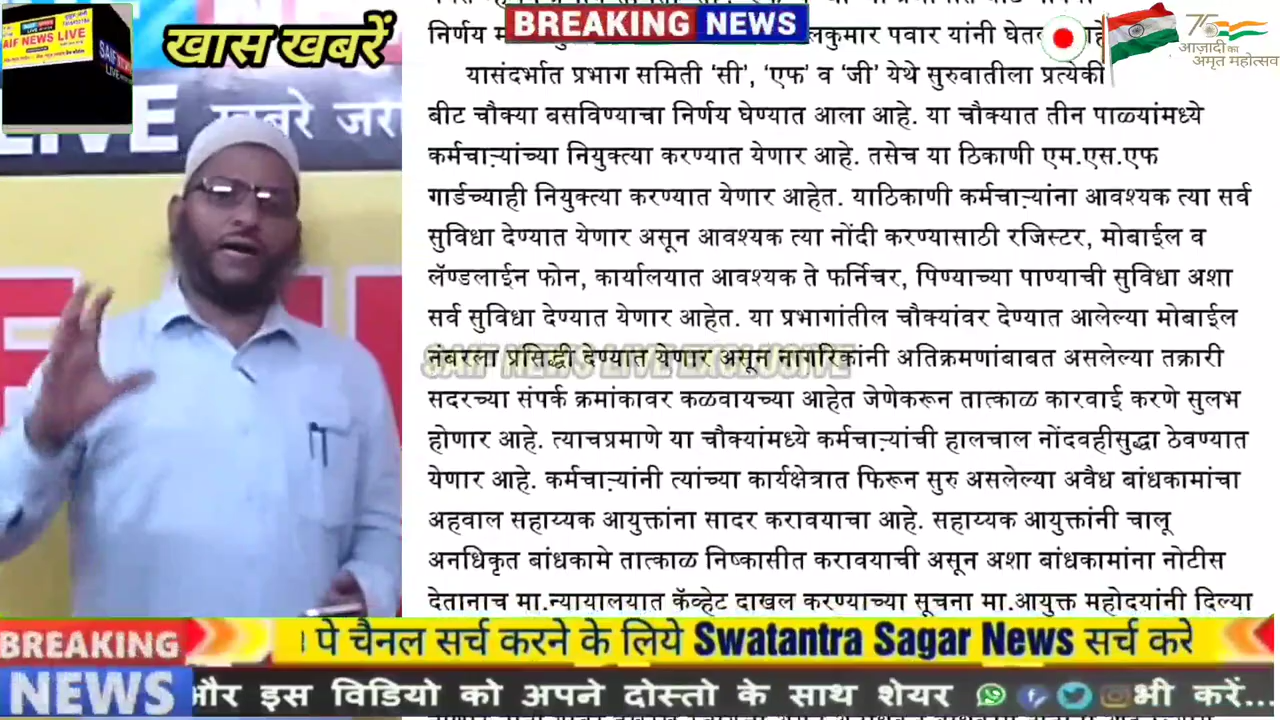 BREAKING NEWS
खास खबरें
SAIF NEWS LIVE
LIVE खबरे
75
आज़ादी का
अमृत महोत्सव
यासंदर्भात प्रभाग समिती ‘सी’, ‘एफ’ व ‘जी’ येथे सुरुवातीला प्रत्येकी
बीट चौक्या बसविण्याचा निर्णय घेण्यात आला आहे. या चौक्यात तीन पाळ्यांमध्ये
कर्मचाऱ्यांच्या नियुक्त्या करण्यात येणार आहे. तसेच या ठिकाणी एम.एस.एफ
गार्डच्याही नियुक्त्या करण्यात येणार आहेत. याठिकाणी कर्मचाऱ्यांना आवश्यक त्या सर्व
सुविधा देण्यात येणार असून आवश्यक त्या नोंदी करण्यासाठी रजिस्टर, मोबाईल व
लॅण्डलाईन फोन, कार्यालयात आवश्यक ते फर्निचर, पिण्याच्या पाण्याची सुविधा अशा
सर्व सुविधा देण्यात येणार आहेत. या प्रभागांतील चौक्यांवर देण्यात आलेल्या मोबाईल
नंबरला प्रसिद्धी देण्यात येणार असून नागरिकांनी अतिक्रमणांबाबत असलेल्या तक्रारी
SAIF NEWS LIVE EXCLUSIVE
सदरच्या संपर्क क्रमांकावर कळवायच्या आहेत जेणेकरून तात्काळ कारवाई करणे सुलभ
होणार आहे. त्याचप्रमाणे या चौक्यांमध्ये कर्मचाऱ्यांची हालचाल नोंदवहीसुद्धा ठेवण्यात
येणार आहे. कर्मचाऱ्यांनी त्यांच्या कार्यक्षेत्रात फिरून सुरु असलेल्या अवैध बांधकामांचा
अहवाल सहाय्यक आयुक्तांना सादर करावयाचा आहे. सहाय्यक आयुक्तांनी चालू
अनधिकृत बांधकामे तात्काळ निष्कासीत करावयाची असून अशा बांधकामांना नोटीस
देतानाच मा.न्यायालयात कॅव्हेट दाखल करण्याच्या सूचना मा.आयुक्त महोदयांनी दिल्या
BREAKING NEWS
पे चैनल सर्च करने के लिये Swatantra Sagar News सर्च करे
और इस विडियो को अपने दोस्तो के साथ शेयर भी करें...